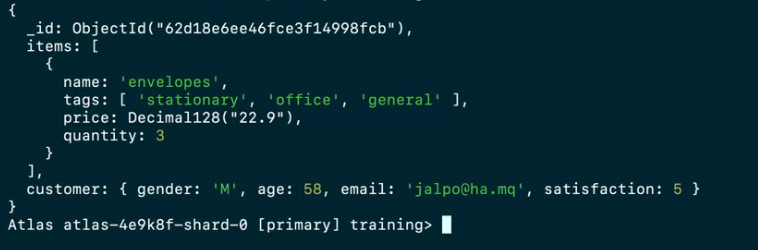 {
  _id: ObjectId("62d18e6ee46fce3f14998fcb"),
  items: [
    {
      name: 'envelopes',
      tags: [ 'stationary', 'office', 'general' ],
      price: Decimal128("22.9"),
      quantity: 3
    }
  ],
  customer: { gender: 'M', age: 58, email: 'jalpo@ha.mq', satisfaction: 5 }
}
Atlas atlas-4e9k8f-shard-0 [primary] training>